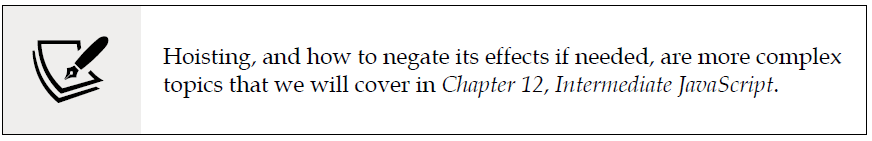 Hoisting, and how to negate its effects if needed, are more complex
topics that we will cover in Chapter 12, Intermediate JavaScript.